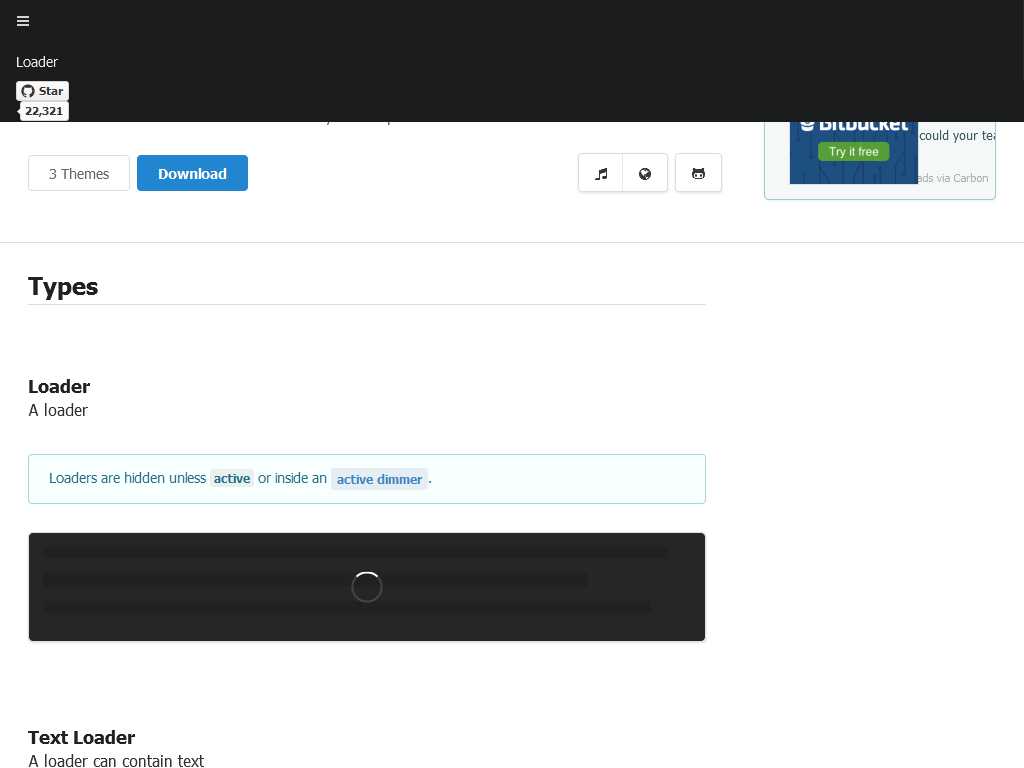 Loader
Star
22,321
Bitbucket
could your tea
Try it free
ads via Carbon
3 Themes
Download
Types
Loader
A loader
Loaders are hidden unless active or inside an active dimmer.
Text Loader
A loader can contain text